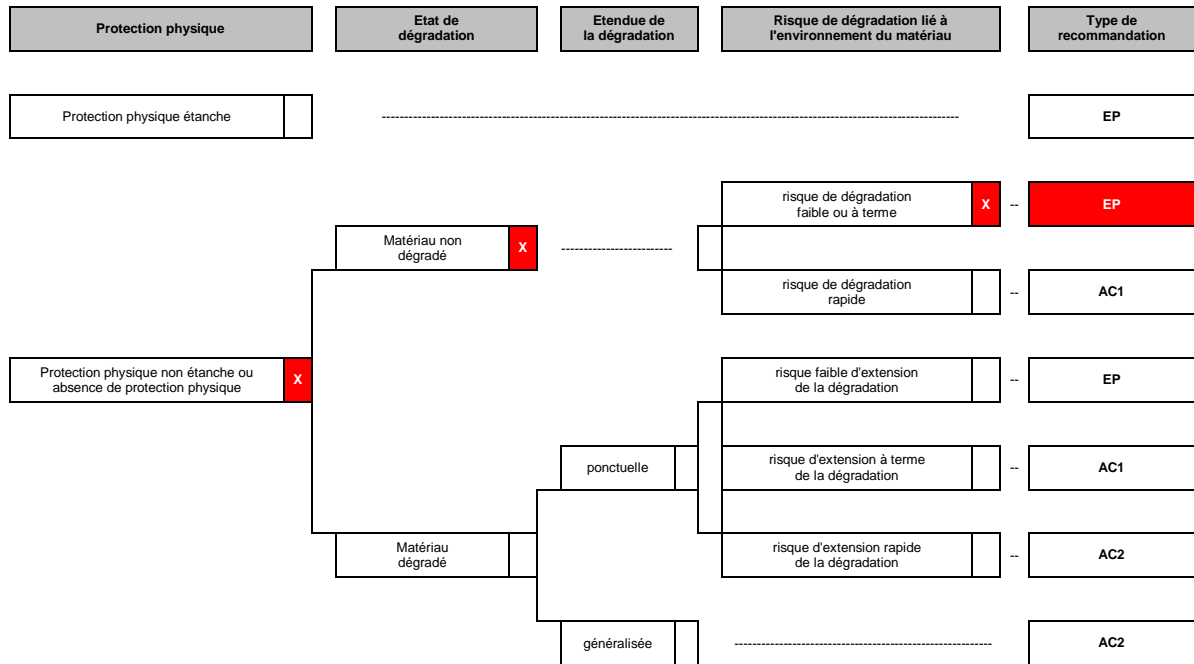 Protection physique
Etat de
dégradation
Etendue de
la dégradation
Risque de dégradation lié à
l'environnement du matériau
Type de
recommandation
Protection physique étanche
EP
risque de dégradation
faible ou à terme
X
EP
Matériau non
dégradé
X
risque de dégradation
rapide
AC1
Protection physique non étanche ou
absence de protection physique
X
risque faible d'extension
de la dégradation
EP
ponctuelle
risque d'extension à terme
de la dégradation
AC1
Matériau
dégradé
risque d'extension rapide
de la dégradation
AC2
généralisée
AC2